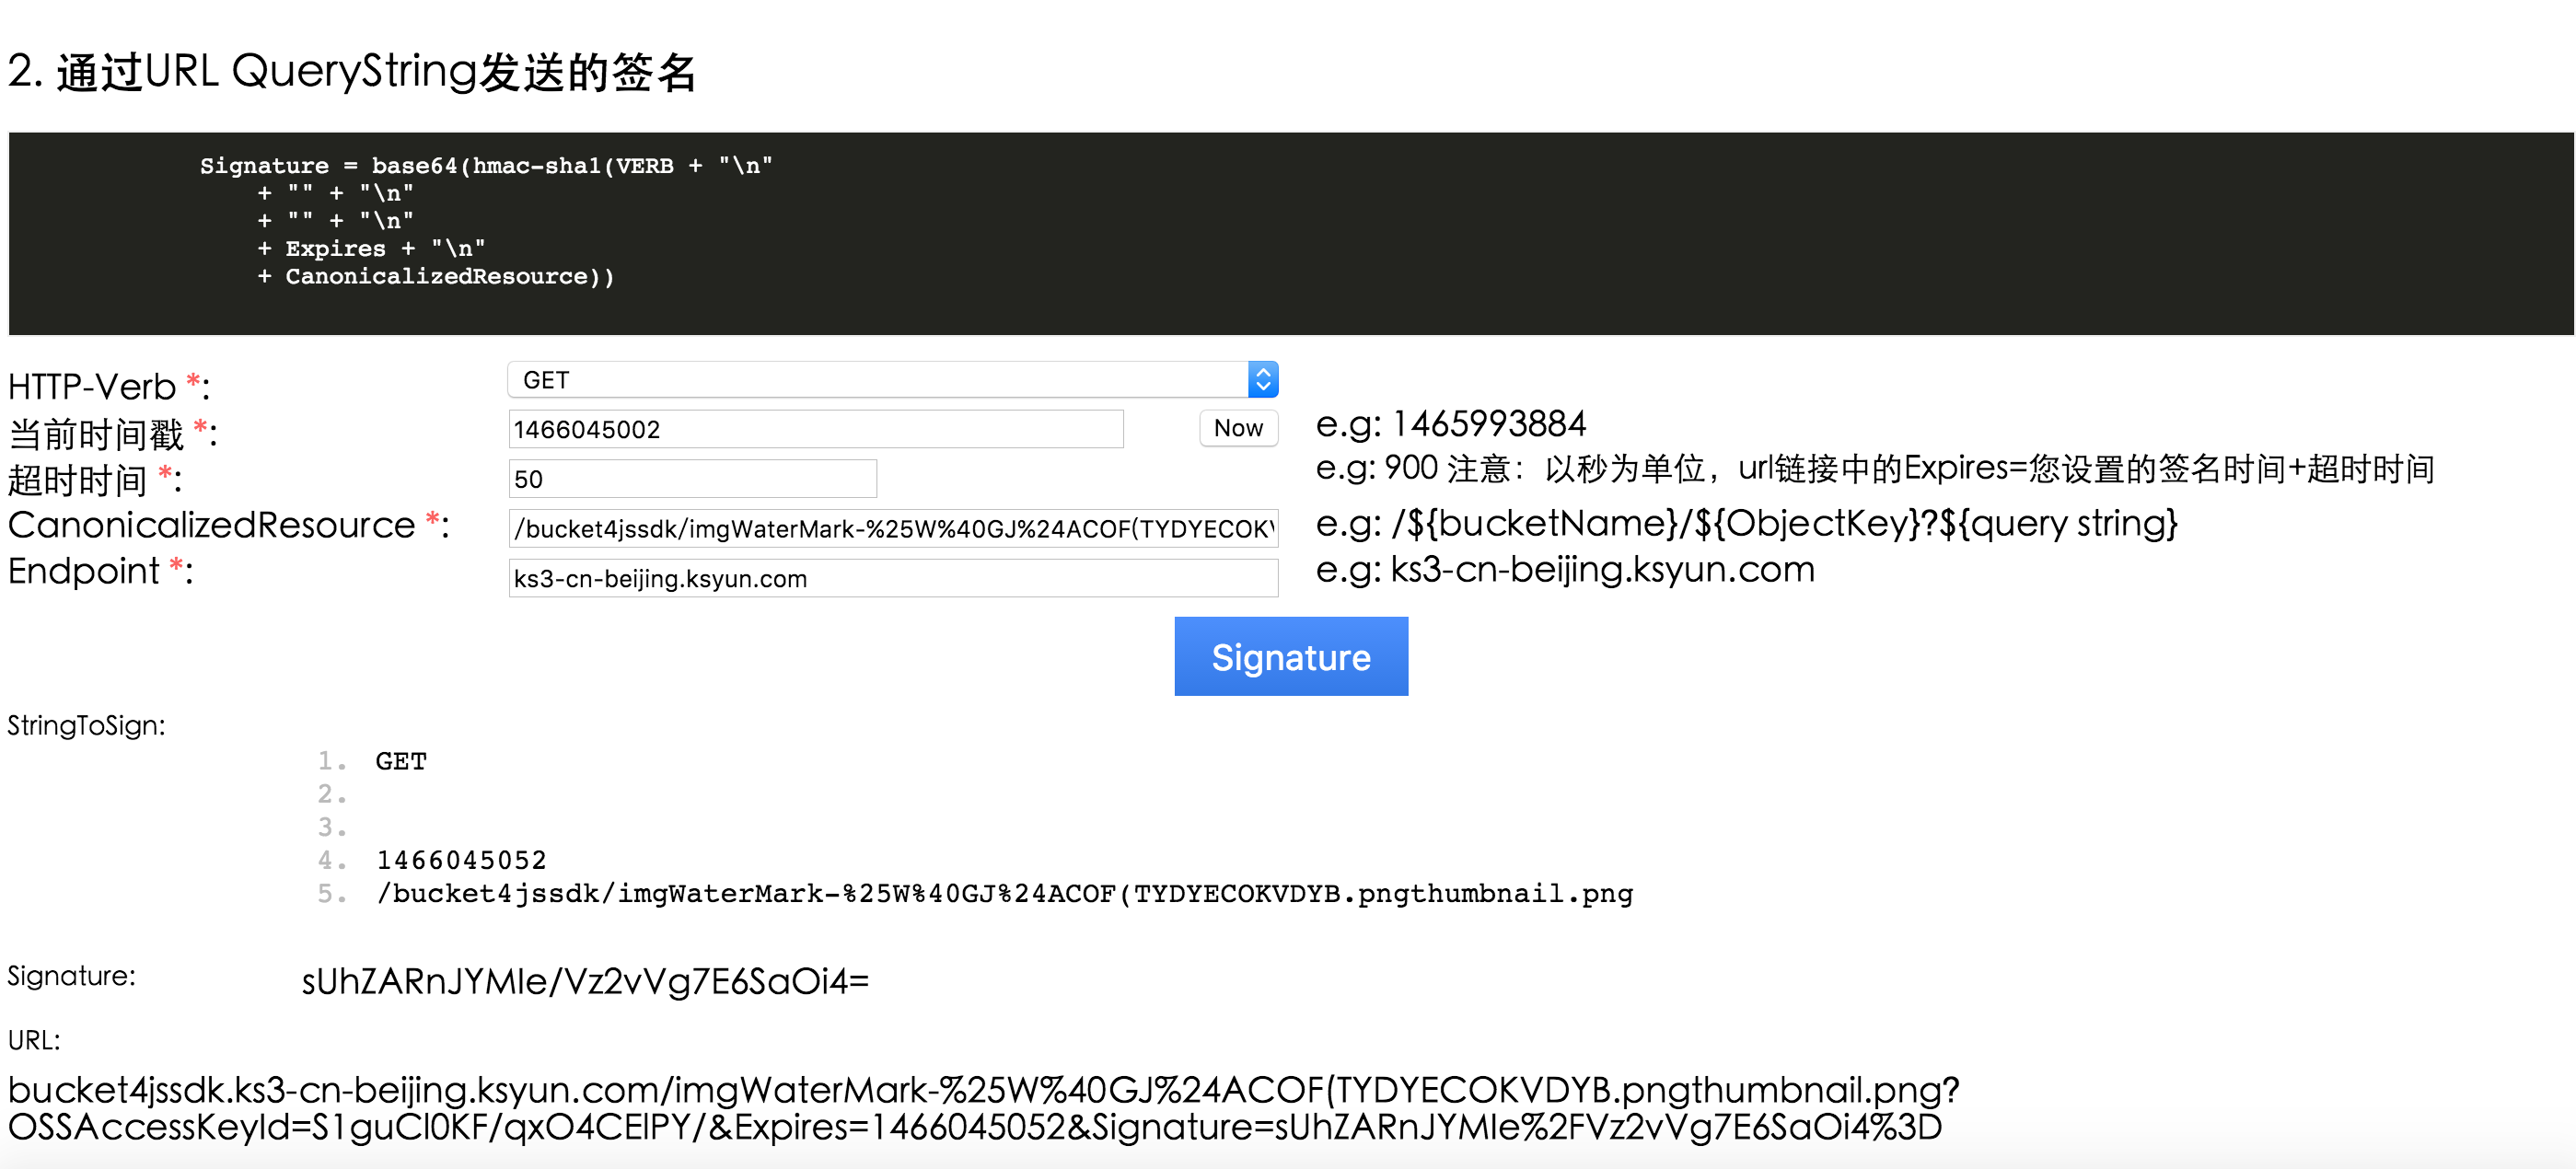 2. 通过URL QueryString发送的签名
Signature = base64(hmac-sha1(VERB + "\n"
+ "" + "\n"
+ "" + "\n"
+ Expires + "\n"
+ CanonicalizedResource))
HTTP-Verb *: GET
当前时间戳 *: 1466045002 Now e.g: 1465993884
超时时间 *: 50 e.g: 900 注意：以秒为单位，url链接中的Expires=您设置的签名时间+超时时间
CanonicalizedResource *: /bucket4jssdk/imgWaterMark-%25W%40GJ%24ACOF(TYDYECOKV e.g: /${bucketName}/${ObjectKey}?${query string}
Endpoint *: ks3-cn-beijing.ksyun.com e.g: ks3-cn-beijing.ksyun.com
Signature
StringToSign:
1. GET
2.
3.
4. 1466045052
5. /bucket4jssdk/imgWaterMark-%25W%40GJ%24ACOF(TYDYECOKVDYB.pngthumbnail.png
Signature: sUhZARnJYMIe/Vz2vVg7E6SaOi4=
URL:
bucket4jssdk.ks3-cn-beijing.ksyun.com/imgWaterMark-%25W%40GJ%24ACOF(TYDYECOKVDYB.pngthumbnail.png?
OSSAccessKeyId=S1guCl0KF/qxO4CElPY/&Expires=1466045052&Signature=sUhZARnJYMIe%2FVz2vVg7E6SaOi4%3D